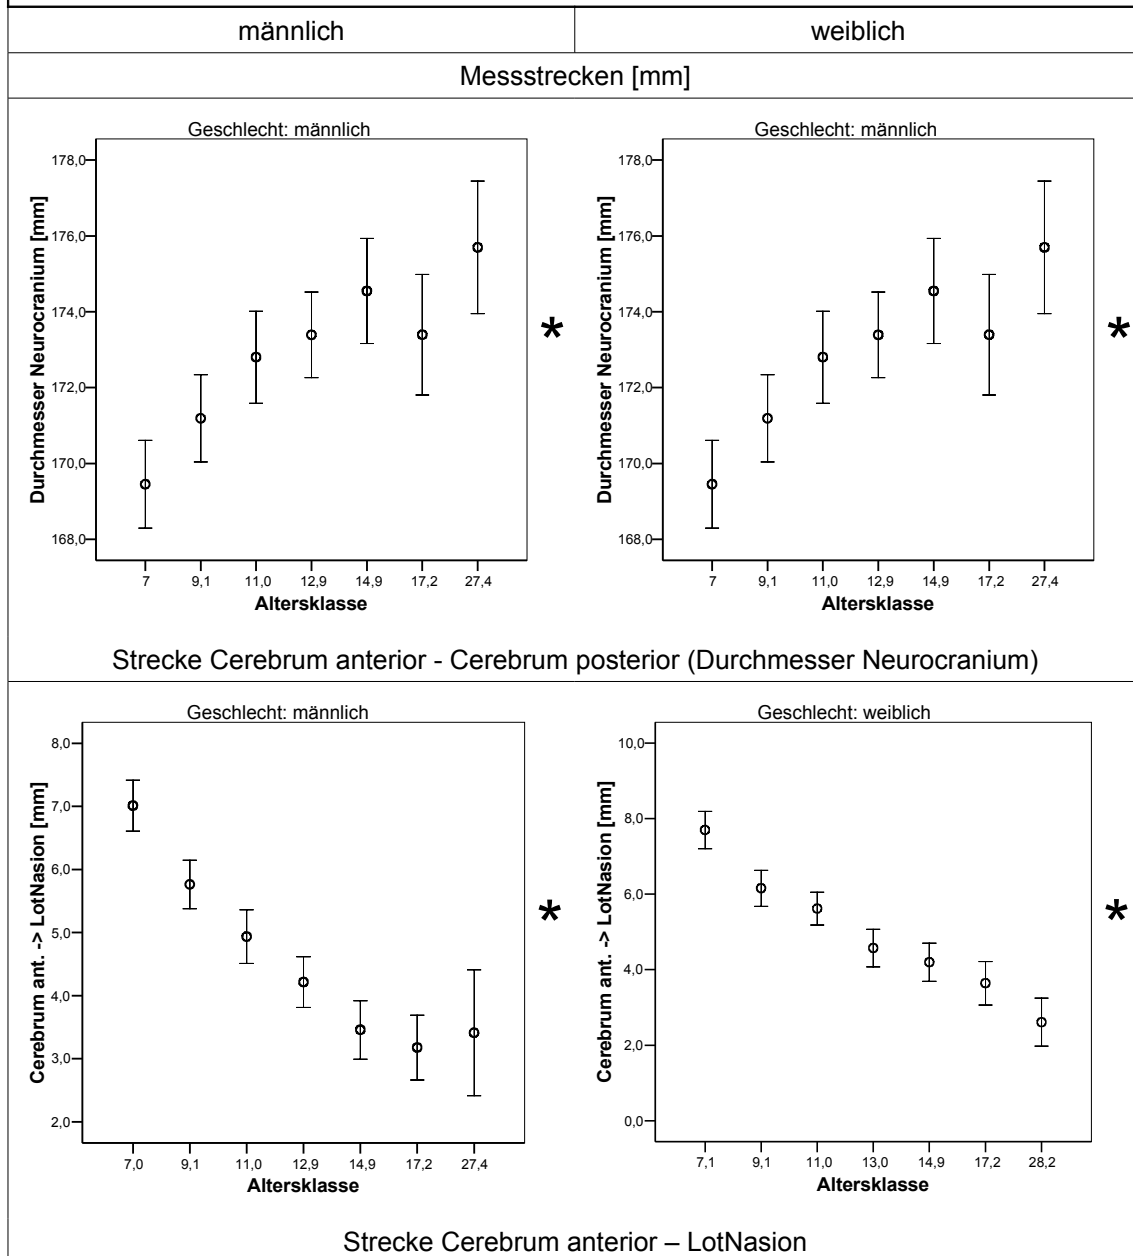 männlich weiblich
Messstrecken [mm]
Geschlecht: männlich
Durchmesser Neurocranium [mm]
178,0
176,0
174,0
172,0
170,0
168,0
7 9,1 11,0 12,9 14,9 17,2 27,4
Altersklasse
*
Geschlecht: männlich
Durchmesser Neurocranium [mm]
178,0
176,0
174,0
172,0
170,0
168,0
7 9,1 11,0 12,9 14,9 17,2 27,4
Altersklasse
*
Strecke Cerebrum anterior - Cerebrum posterior (Durchmesser Neurocranium)
Geschlecht: männlich
Cerebrum ant. -> LotNasion [mm]
8,0
7,0
6,0
5,0
4,0
3,0
2,0
7,0 9,1 11,0 12,9 14,9 17,2 27,4
Altersklasse
*
Geschlecht: weiblich
Cerebrum ant. -> LotNasion [mm]
10,0
8,0
6,0
4,0
2,0
0,0
7,1 9,1 11,0 13,0 14,9 17,2 28,2
Altersklasse
*
Strecke Cerebrum anterior – LotNasion